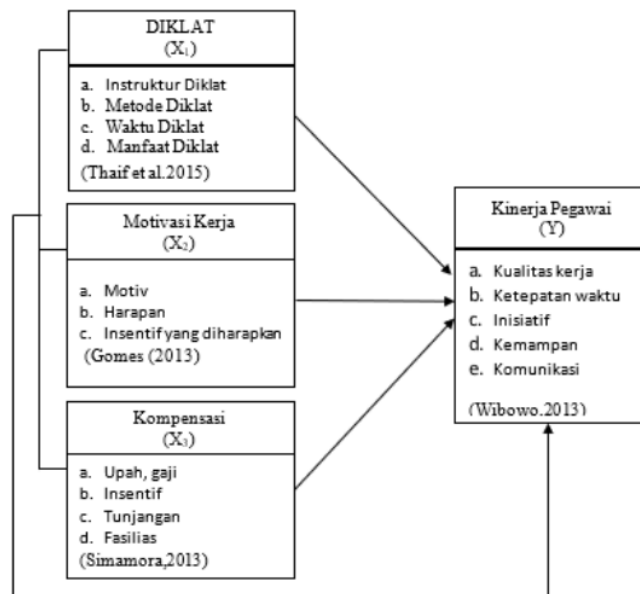 DIKLAT
(X₁)
a. Instruktur Diklat
b. Metode Diklat
c. Waktu Diklat
d. Manfaat Diklat
(Thaif et al.2015)
Motivasi Kerja
(X₂)
a. Motiv
b. Harapan
c. Insentif yang diharapkan
(Gomes (2013)
Kompensasi
(X₃)
a. Upah, gaji
b. Insentif
c. Tunjangan
d. Fasilias
(Simamora,2013)
Kinerja Pegawai
(Y)
a. Kualitas kerja
b. Ketepatan waktu
c. Inisiatif
d. Kemampan
e. Komunikasi
(Wibowo.2013)